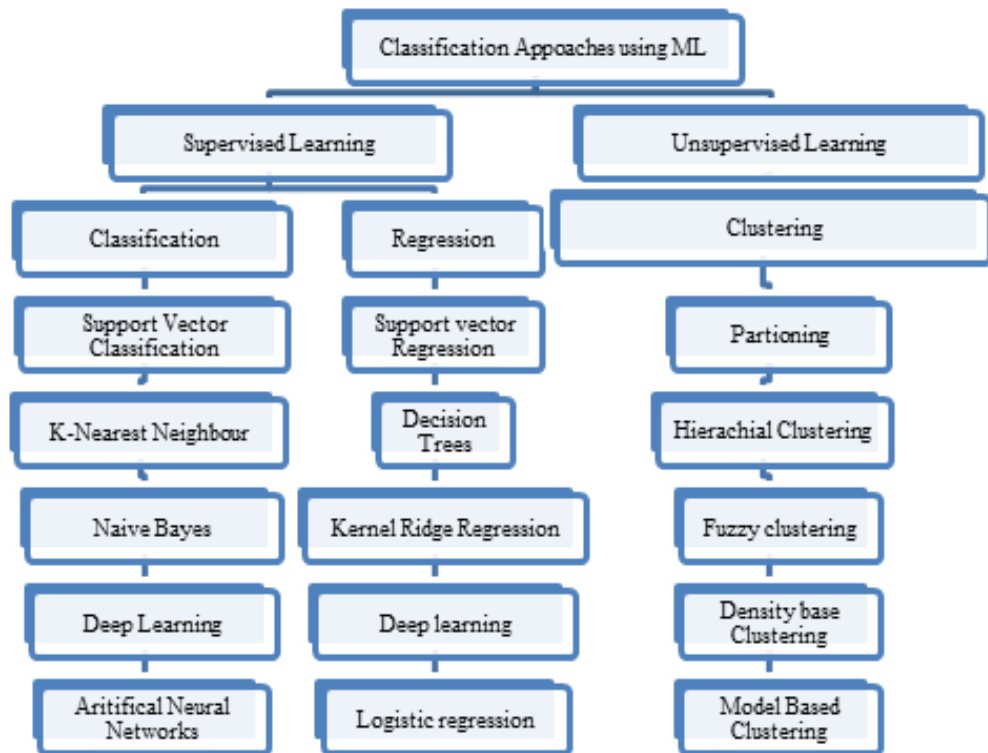 Classification Appoaches using ML
Supervised Learning
Unsupervised Learning
Classification
Regression
Clustering
Support Vector
Classification
Support vector
Regression
Partioning
K-Nearest Neighbour
Decision
Trees
Hierachial Clustering
Naive Bayes
Kernel Ridge Regression
Fuzzy clustering
Deep Learning
Deep learning
Density base
Clustering
Aritifical Neural
Networks
Logistic regression
Model Based
Clustering